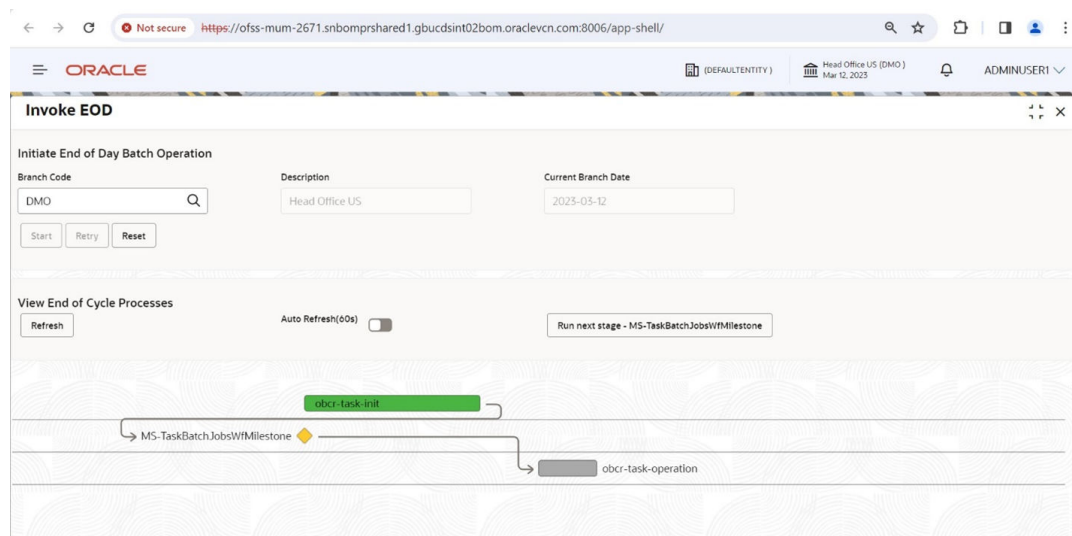 Not secure https://ofss-mum-2671.snbomprshared1.gbucdsint02bom.oraclevcn.com:8006/app-shell/
ORACLE (DEFAULTENTITY) Head Office US (DMO) ADMINUSER1
Mar 12, 2023
Invoke EOD
Initiate End of Day Batch Operation
Branch Code Description Current Branch Date
DMO Head Office US 2023-03-12
Start Retry Reset
View End of Cycle Processes
Refresh Auto Refresh(60s) Run next stage - MS-TaskBatchJobsWfMilestone
obcr-task-init
MS-TaskBatchJobsWfMilestone
obcr-task-operation